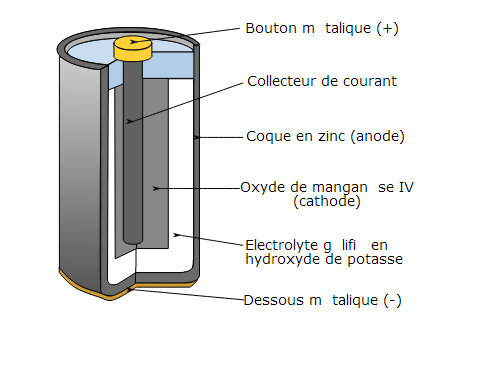 Bouton m talique (+)
Collecteur de courant
Coque en zinc (anode)
Oxyde de mangan se IV
(cathode)
Electrolyte g lifi en
hydroxyde de potasse
Dessous m talique (-)